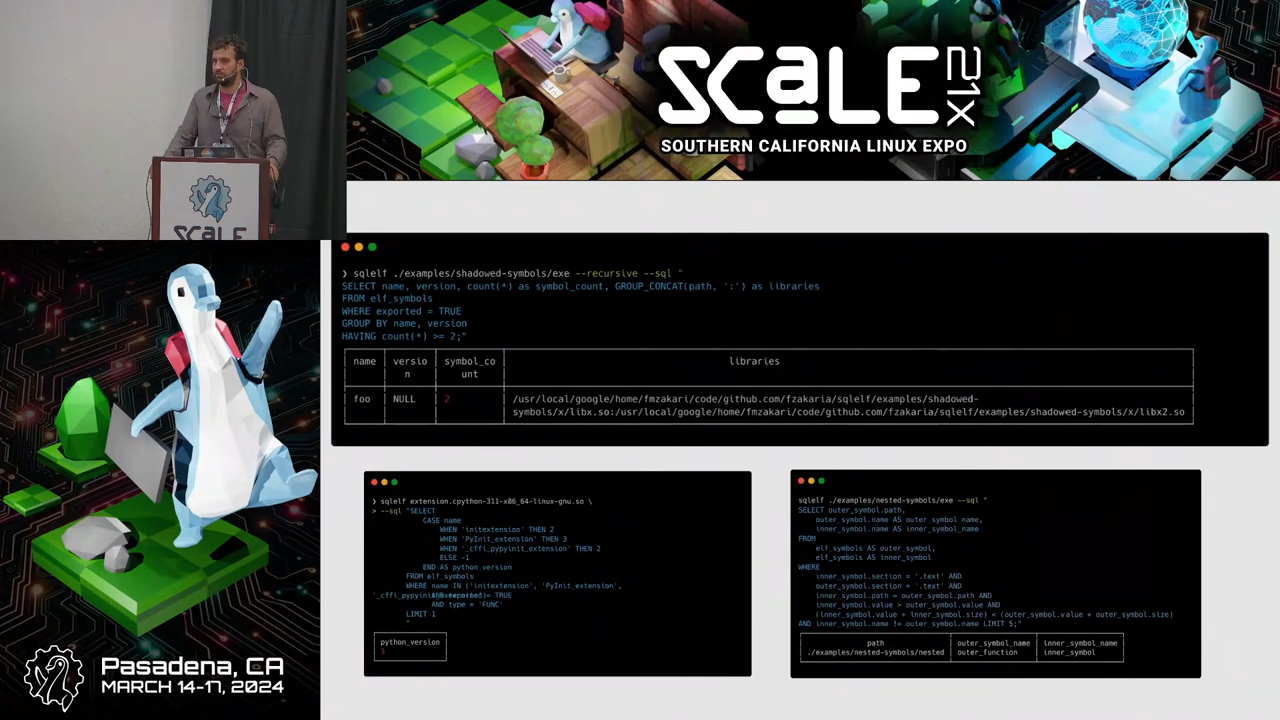 SCaLE 21X
SOUTHERN CALIFORNIA LINUX EXPO
SCaLE
❯ sqlelf ./examples/shadowed-symbols/exe --recursive --sql "
SELECT name, version, count(*) as symbol_count, GROUP_CONCAT(path, ':') as libraries
FROM elf_symbols
WHERE exported = TRUE
GROUP BY name, version
HAVING count(*) >= 2;"
name versio symbol_co libraries
n unt
foo NULL 2 /usr/local/google/home/fmzakari/code/github.com/fzakaria/sqlelf/examples/shadowed-
symbols/x/libx.so:/usr/local/google/home/fmzakari/code/github.com/fzakaria/sqlelf/examples/shadowed-symbols/x/libx2.so
❯ sqlelf extension.cpython-311-x86_64-linux-gnu.so \
> --sql "SELECT
CASE name
WHEN 'initextension' THEN 2
WHEN 'PyInit_extension' THEN 3
WHEN '_cffi_pypyinit_extension' THEN 2
ELSE -1
END AS python_version
FROM elf_symbols
WHERE name IN ('initextension', 'PyInit_extension',
'_cffi_pypyinit_extension')
AND exported = TRUE
AND type = 'FUNC'
LIMIT 1
"
python_version
3
sqlelf ./examples/nested-symbols/exe --sql "
SELECT outer_symbol.path,
outer_symbol.name AS outer_symbol_name,
inner_symbol.name AS inner_symbol_name
FROM
elf_symbols AS outer_symbol,
elf_symbols AS inner_symbol
WHERE
inner_symbol.section = '.text' AND
outer_symbol.section = '.text' AND
inner_symbol.path = outer_symbol.path AND
inner_symbol.value > outer_symbol.value AND
(inner_symbol.value + inner_symbol.size) < (outer_symbol.value + outer_symbol.size)
AND inner_symbol.name != outer_symbol.name LIMIT 5;"
path outer_symbol_name inner_symbol_name
./examples/nested-symbols/nested outer_function inner_symbol
Pasadena, CA
MARCH 14-17, 2024